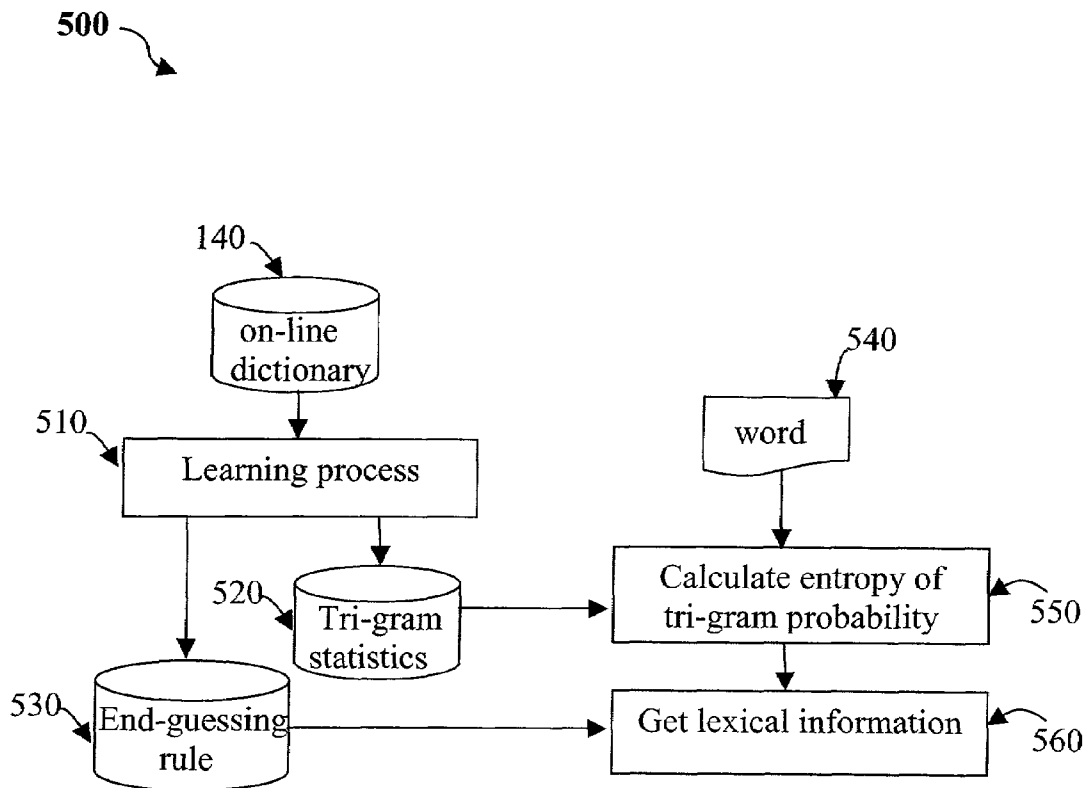 500
140
on-line
dictionary
540
510
Learning process
word
520
Tri-gram
statistics
Calculate entropy of
tri-gram probability
550
530
End-guessing
rule
Get lexical information
560